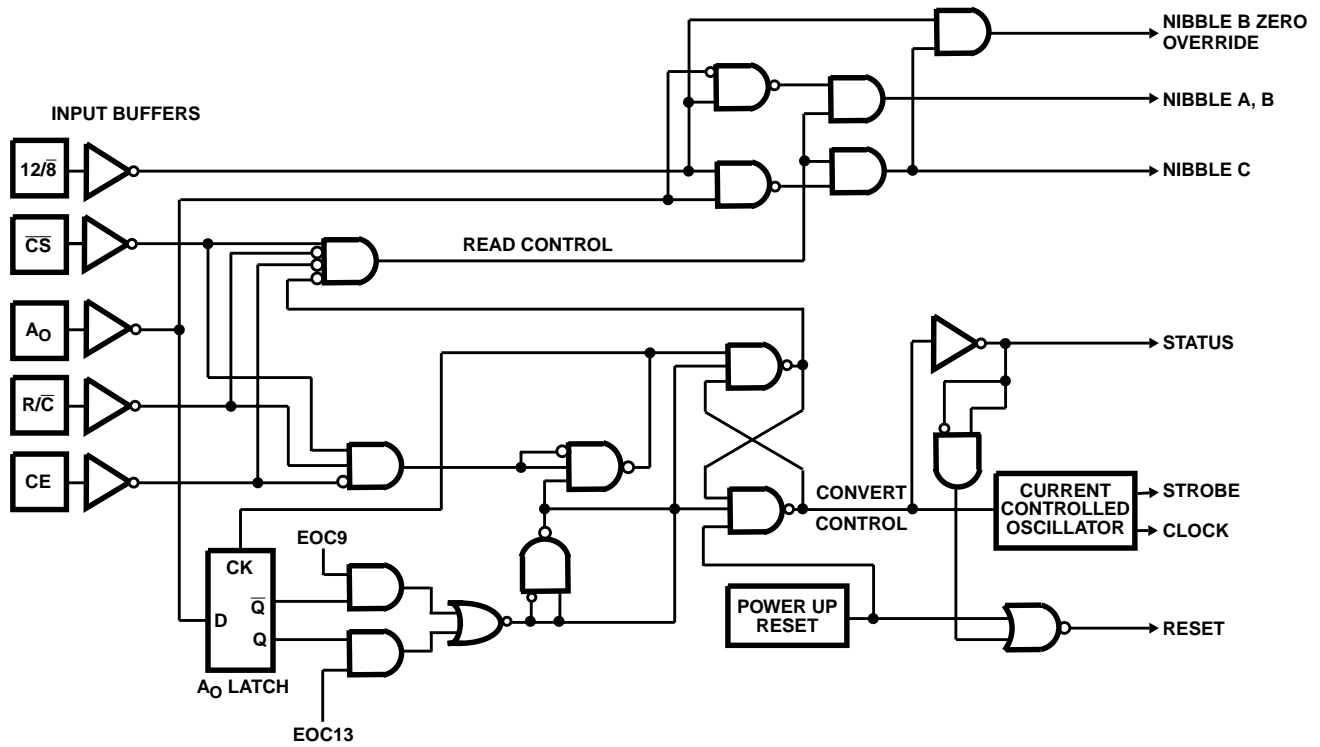 NIBBLE B ZERO
OVERRIDE
NIBBLE A, B
INPUT BUFFERS
12/8̅
NIBBLE C
C̅S̅
READ CONTROL
AO
STATUS
R/C̅
CE
CONVERT
CONTROL
CURRENT
CONTROLLED
OSCILLATOR
STROBE
CLOCK
EOC9
CK
Q̅
D
Q
POWER UP
RESET
RESET
AO LATCH
EOC13